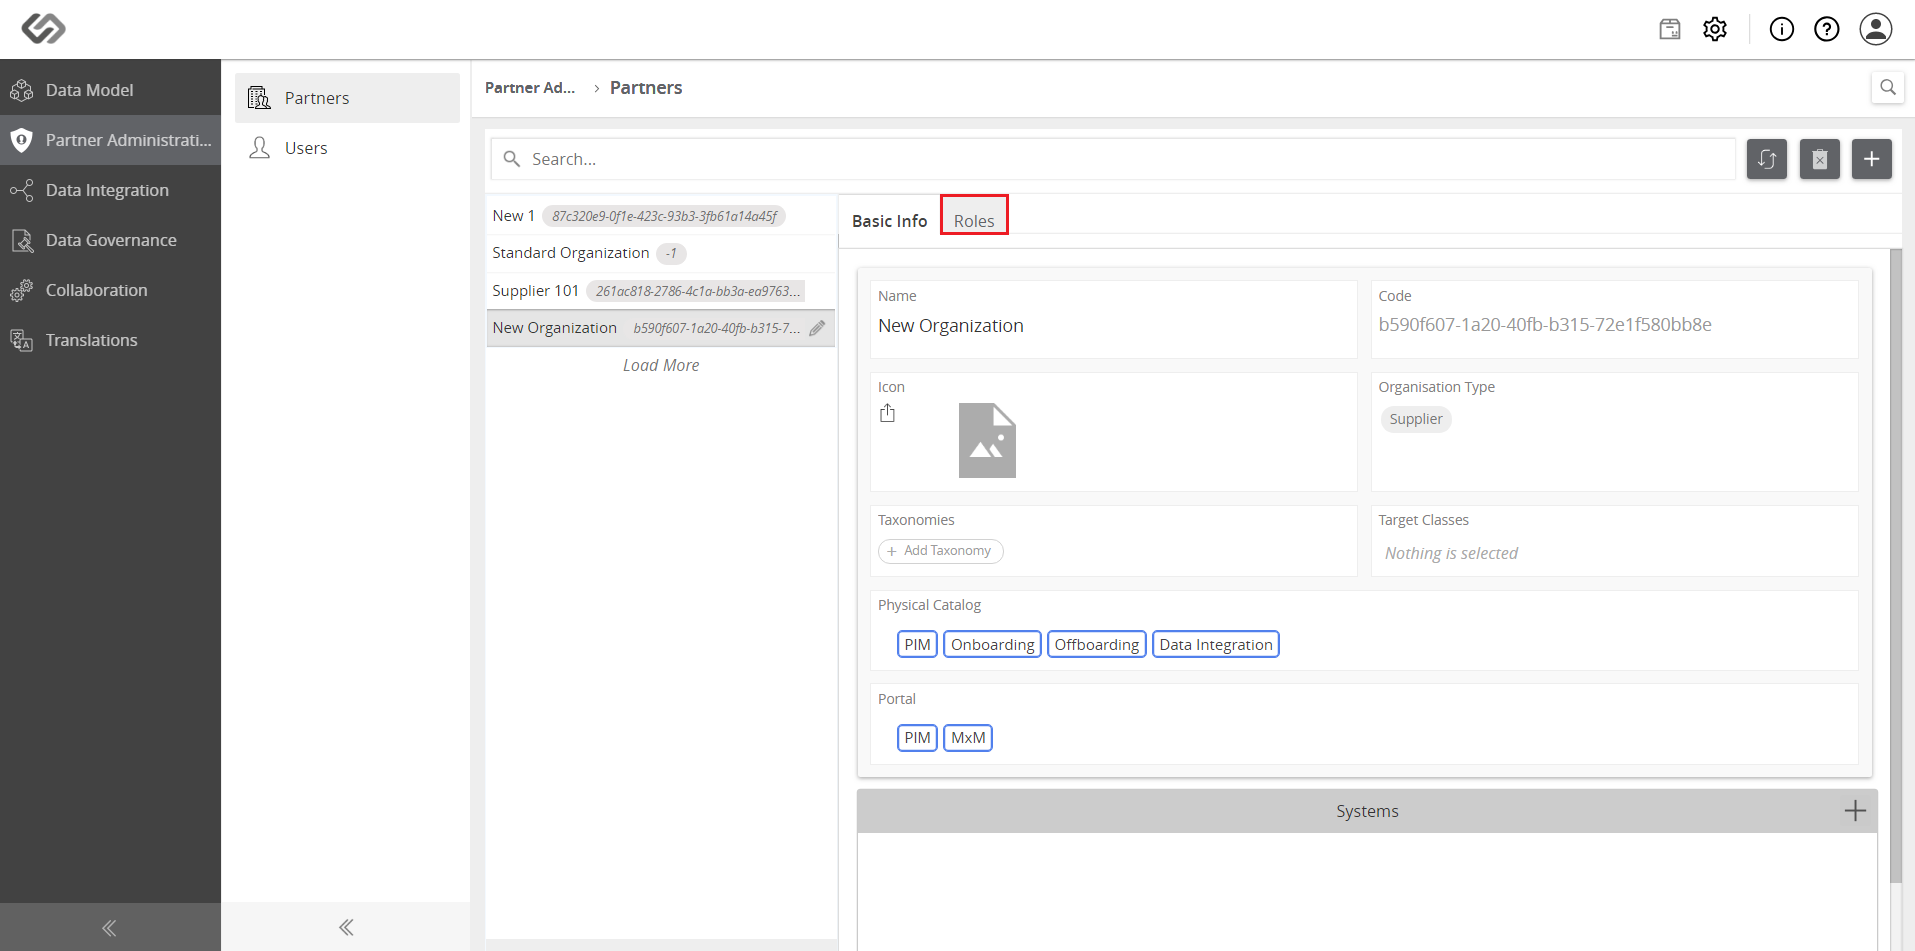 Data Model
Partner Administrati...
Data Integration
Data Governance
Collaboration
Translations
Partners
Users
Partner Ad... › Partners
Search...
New 1 87c320e9-0f1e-423c-93b3-3fb61a14a45f
Standard Organization -1
Supplier 101 261ac818-2786-4c1a-bb3a-ea9763...
New Organization b590f607-1a20-40fb-b315-7...
Load More
Basic Info Roles
Name
New Organization
Code
b590f607-1a20-40fb-b315-72e1f580bb8e
Icon
Organisation Type
Supplier
Taxonomies
+ Add Taxonomy
Target Classes
Nothing is selected
Physical Catalog
PIM Onboarding Offboarding Data Integration
Portal
PIM MxM
Systems